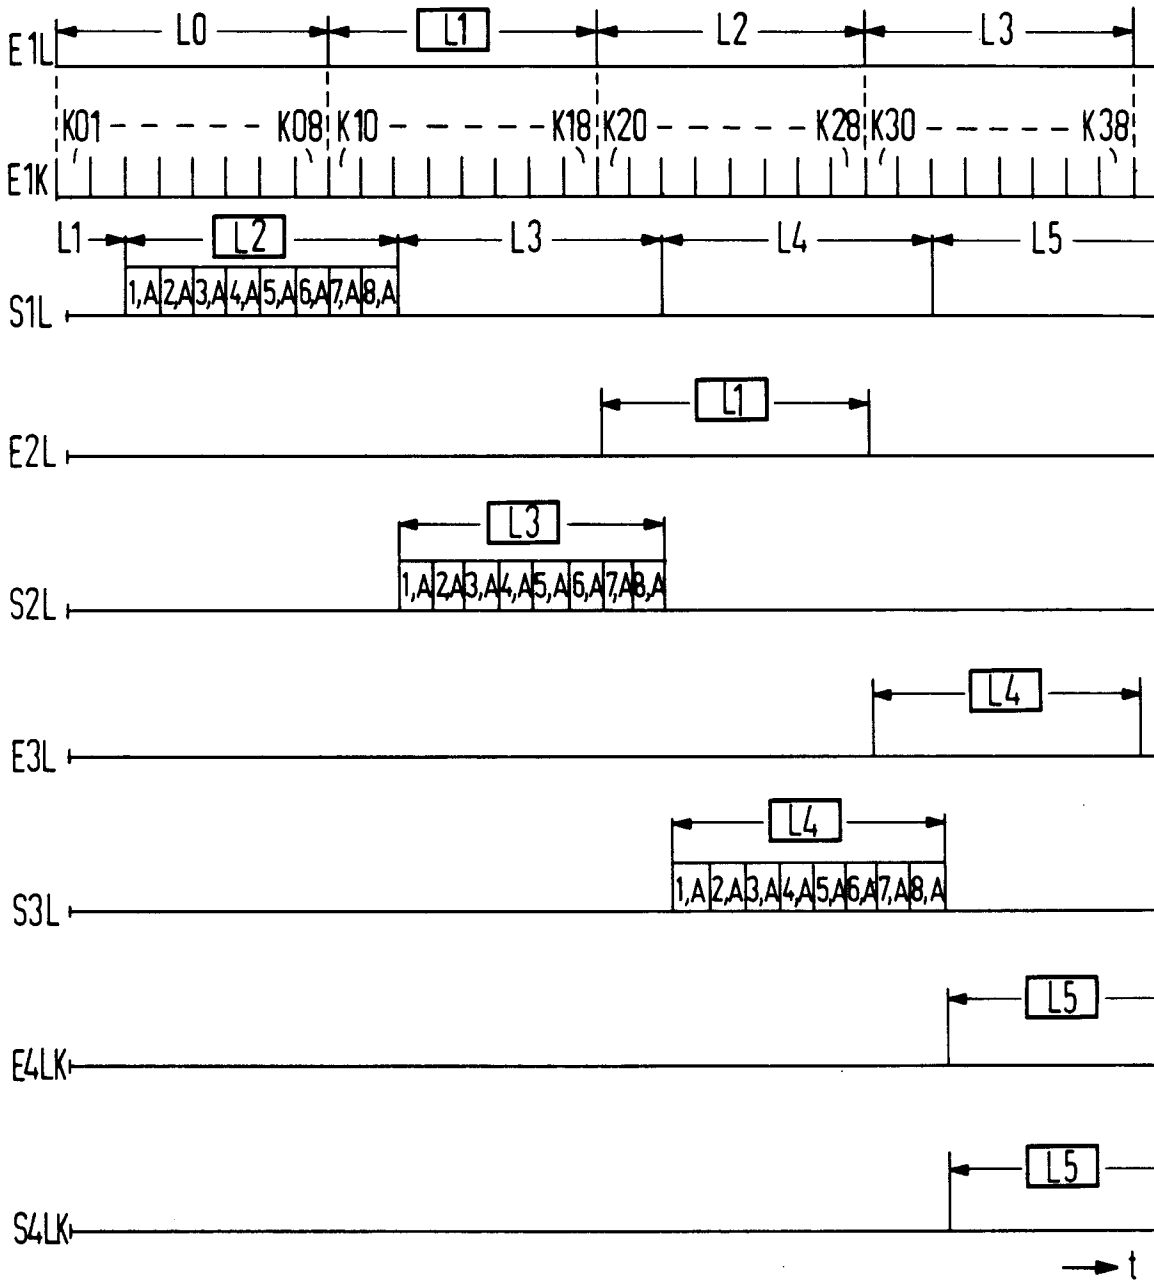 E1L L0 L1 L2 L3
K01 K08 K10 K18 K20 K28 K30 K38
E1K
L1 L2 L3 L4 L5
1,A 2,A 3,A 4,A 5,A 6,A 7,A 8,A
S1L
L1
E2L
L3
1,A 2,A 3,A 4,A 5,A 6,A 7,A 8,A
S2L
L4
E3L
L4
1,A 2,A 3,A 4,A 5,A 6,A 7,A 8,A
S3L
L5
E4LK
L5
S4LK
t